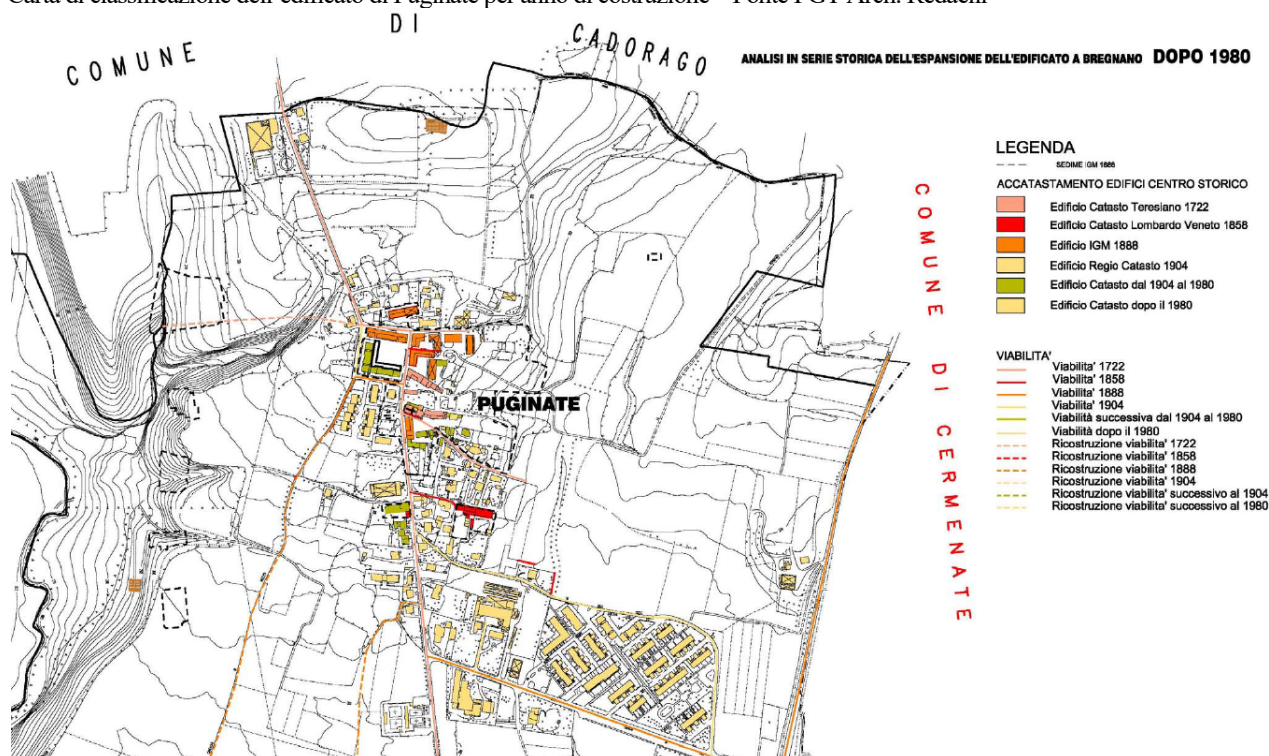 Carta di classificazione dell'edificato di Puginate per anno di costruzione – Fonte PGT Arch. Redaelli
COMUNE DI CADORAGO
ANALISI IN SERIE STORICA DELL'ESPANSIONE DELL'EDIFICATO A BREGNANO DOPO 1980
LEGENDA
SEDIME IGM 1888
ACCATASTAMENTO EDIFICI CENTRO STORICO
Edificio Catasto Teresiano 1722
Edificio Catasto Lombardo Veneto 1858
Edificio IGM 1888
Edificio Regio Catasto 1904
Edificio Catasto dal 1904 al 1980
Edificio Catasto dopo il 1980
VIABILITA'
Viabilita' 1722
Viabilita' 1858
Viabilita' 1888
Viabilita' 1904
Viabilità successiva dal 1904 al 1980
Viabilità dopo il 1980
Ricostruzione viabilita' 1722
Ricostruzione viabilita' 1858
Ricostruzione viabilita' 1888
Ricostruzione viabilita' 1904
Ricostruzione viabilita' successivo al 1904
Ricostruzione viabilita' successivo al 1980
COMUNE DI CERMENATE
PUGINATE